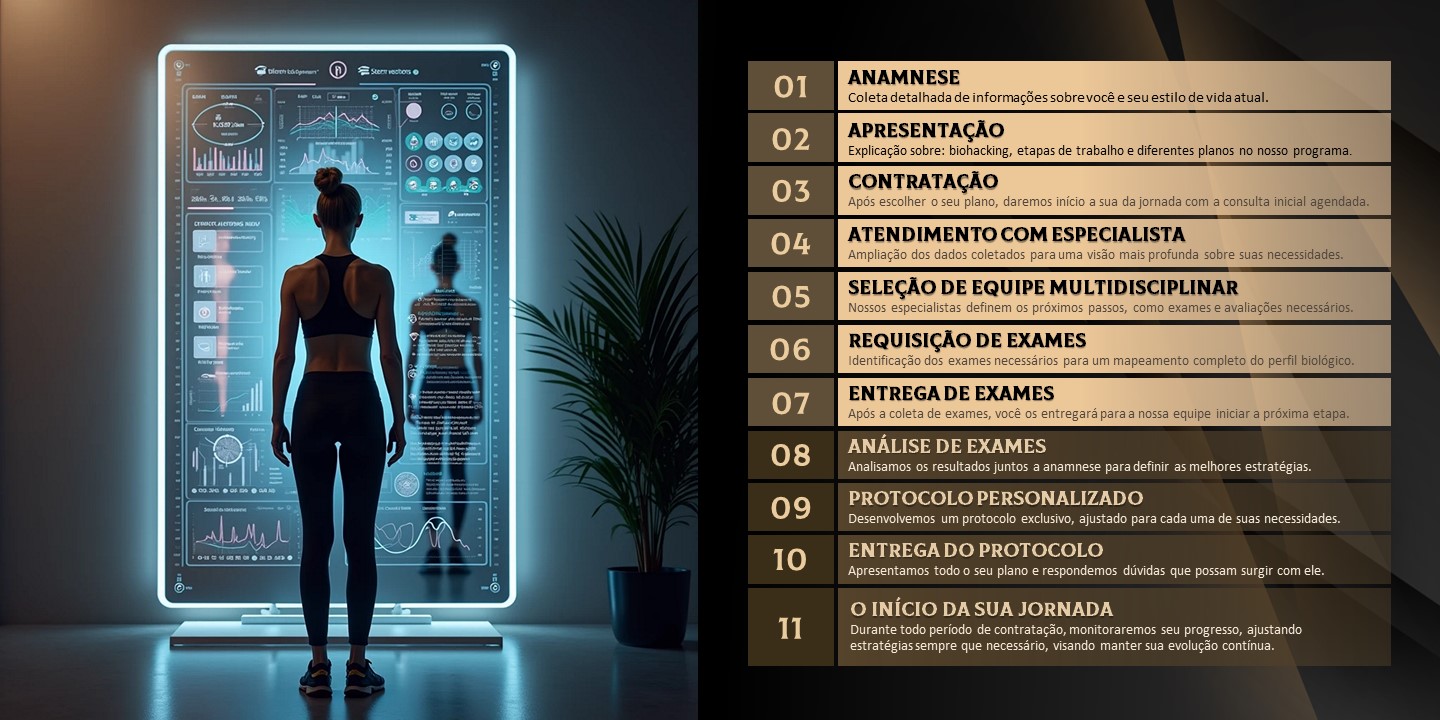 01
ANAMNESE
Coleta detalhada de informações sobre você e seu estilo de vida atual.
02
APRESENTAÇÃO
Explicação sobre: biohacking, etapas de trabalho e diferentes planos no nosso programa.
03
CONTRATAÇÃO
Após escolher o seu plano, daremos início a sua da jornada com a consulta inicial agendada.
04
ATENDIMENTO COM ESPECIALISTA
Ampliação dos dados coletados para uma visão mais profunda sobre suas necessidades.
05
SELEÇÃO DE EQUIPE MULTIDISCIPLINAR
Nossos especialistas definem os próximos passos, como exames e avaliações necessários.
06
REQUISIÇÃO DE EXAMES
Identificação dos exames necessários para um mapeamento completo do perfil biológico.
07
ENTREGA DE EXAMES
Após a coleta de exames, você os entregará para a nossa equipe iniciar a próxima etapa.
08
ANÁLISE DE EXAMES
Analisamos os resultados juntos a anamnese para definir as melhores estratégias.
09
PROTOCOLO PERSONALIZADO
Desenvolvemos um protocolo exclusivo, ajustado para cada uma de suas necessidades.
10
ENTREGA DO PROTOCOLO
Apresentamos todo o seu plano e respondemos dúvidas que possam surgir com ele.
11
O INÍCIO DA SUA JORNADA
Durante todo período de contratação, monitoraremos seu progresso, ajustando
estratégias sempre que necessário, visando manter sua evolução contínua.